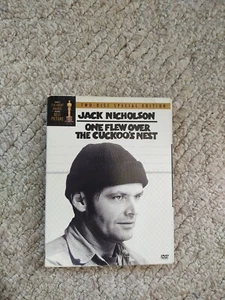 TWO-DISC SPECIAL EDITION
JACK NICHOLSON
ONE FLEW OVER
THE CUCKOO'S NEST
DVD